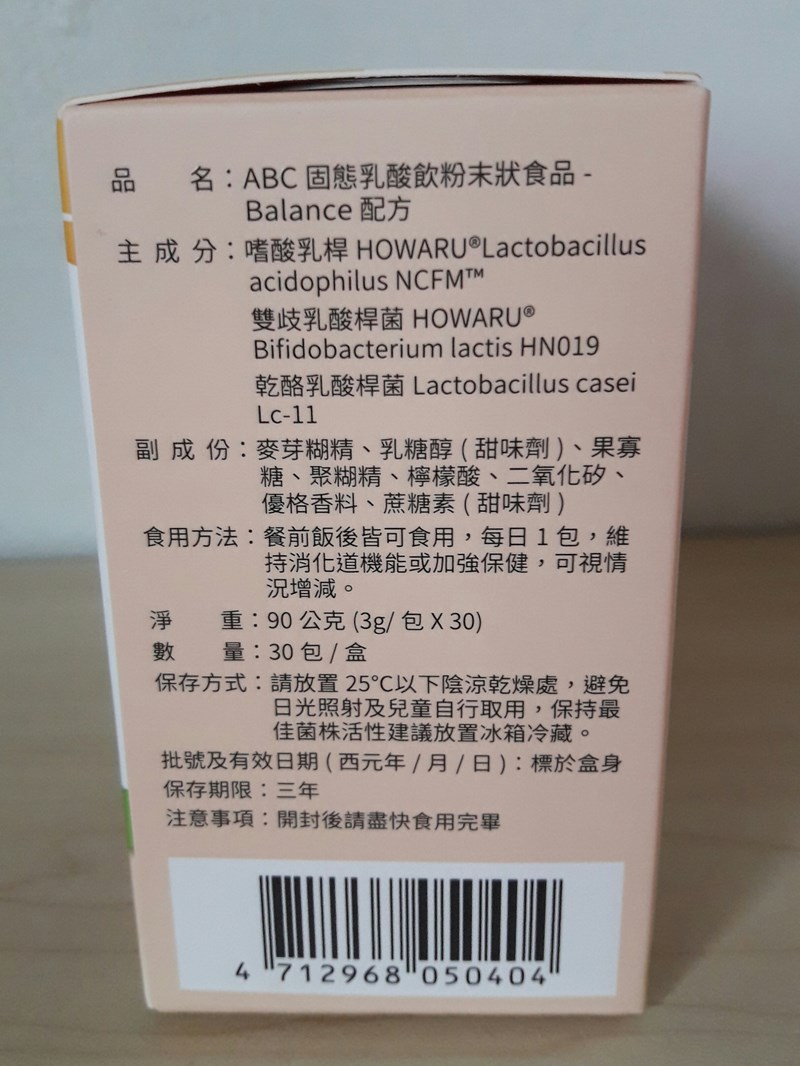 品名：ABC 固態乳酸飲粉末狀食品 -
Balance 配方
主成分：嗜酸乳桿 HOWARU®Lactobacillus
acidophilus NCFM™
雙歧乳酸桿菌 HOWARU®
Bifidobacterium lactis HN019
乾酪乳酸桿菌 Lactobacillus casei
Lc-11
副成份：麥芽糊精、乳糖醇 ( 甜味劑 )、果寡
糖、聚糊精、檸檬酸、二氧化矽、
優格香料、蔗糖素 ( 甜味劑 )
食用方法：餐前飯後皆可食用，每日 1 包，維
持消化道機能或加強保健，可視情
況增減。
淨重：90 公克 (3g/ 包 X 30)
數量：30 包 / 盒
保存方式：請放置 25°C以下陰涼乾燥處，避免
日光照射及兒童自行取用，保持最
佳菌株活性建議放置冰箱冷藏。
批號及有效日期 ( 西元年 / 月 / 日 )：標於盒身
保存期限：三年
注意事項：開封後請盡快食用完畢
4 712968 050404